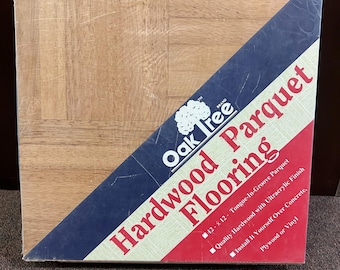 Oak Tree
Hardwood Parquet
Flooring
12" x 12" Tongue-In-Groove Parquet
Quality Hardwood with Ultracrylic Finish
Install It Yourself Over Concrete,
Plywood or Vinyl